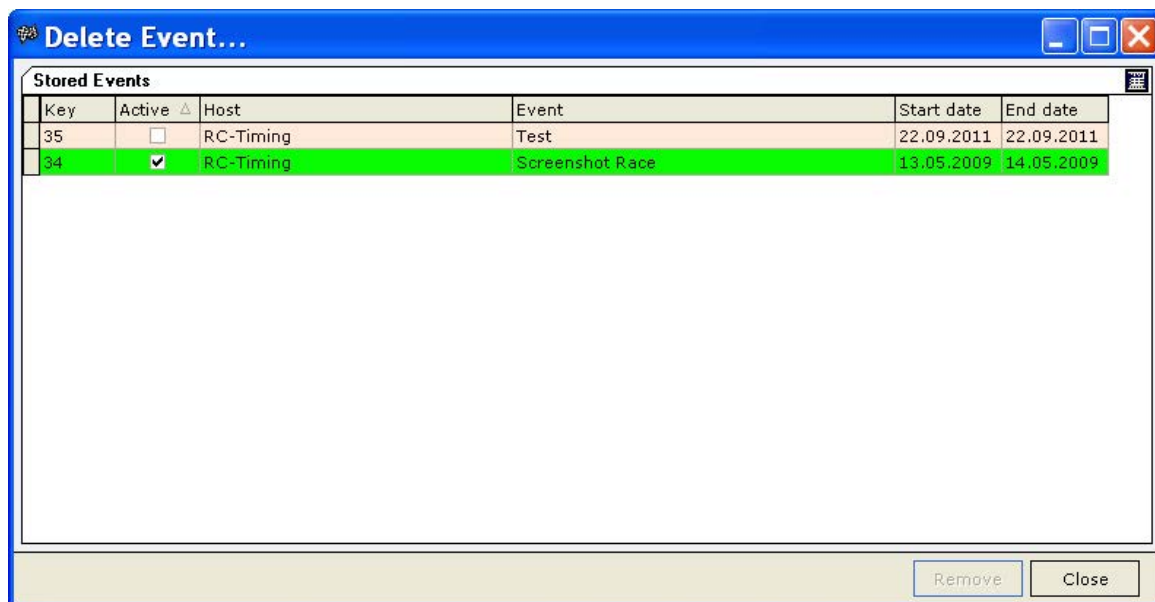 Delete Event...
Stored Events
Key Active Host Event Start date End date
35 RC-Timing Test 22.09.2011 22.09.2011
34 RC-Timing Screenshot Race 13.05.2009 14.05.2009
Remove Close